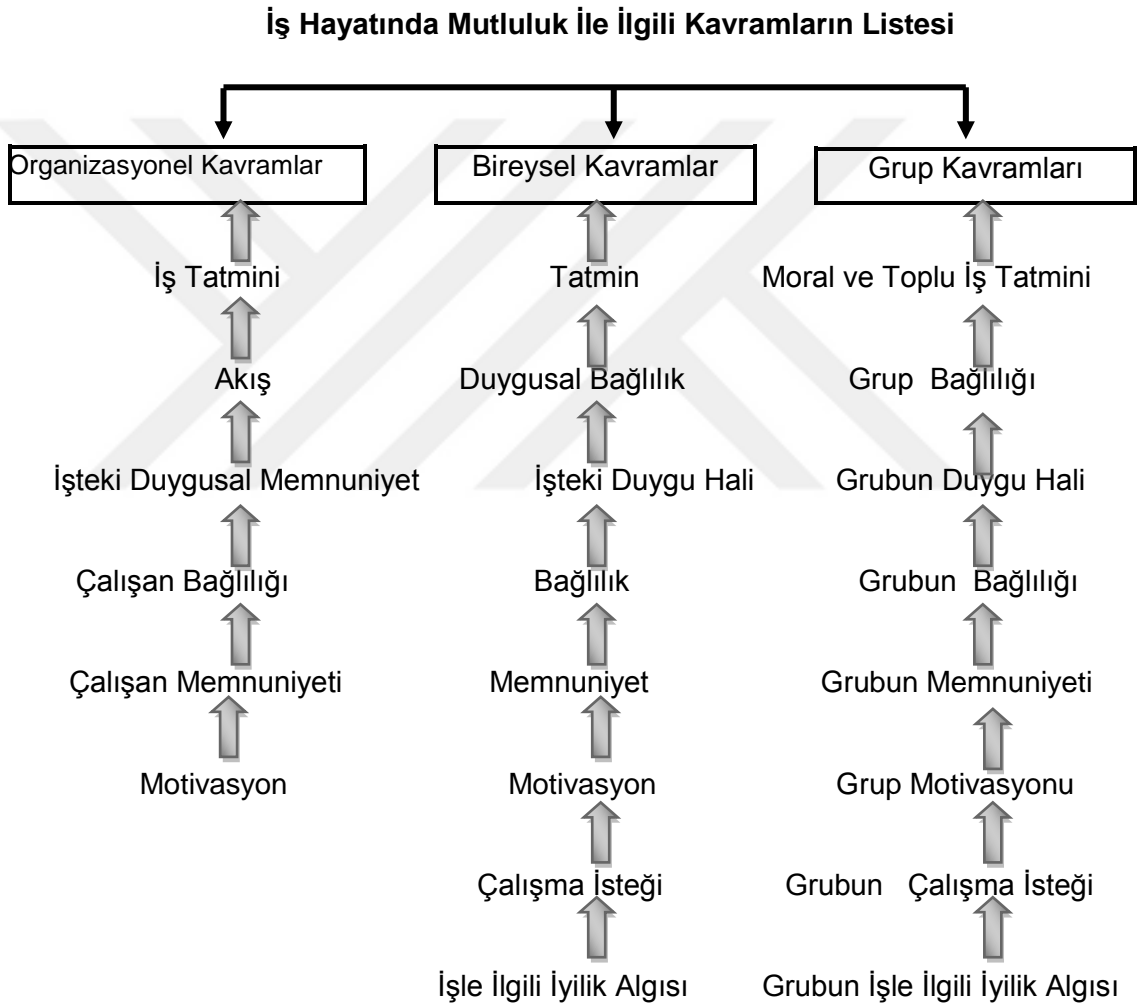 İş Hayatında Mutluluk İle İlgili Kavramların Listesi
Organizasyonel Kavramlar
Bireysel Kavramlar
Grup Kavramları
İş Tatmini
Tatmin
Moral ve Toplu İş Tatmini
Akış
Duygusal Bağlılık
Grup Bağlılığı
İşteki Duygusal Memnuniyet
İşteki Duygu Hali
Grubun Duygu Hali
Çalışan Bağlılığı
Bağlılık
Grubun Bağlılığı
Çalışan Memnuniyeti
Memnuniyet
Grubun Memnuniyeti
Motivasyon
Motivasyon
Grup Motivasyonu
Çalışma İsteği
Grubun Çalışma İsteği
İşle İlgili İyilik Algısı
Grubun İşle İlgili İyilik Algısı